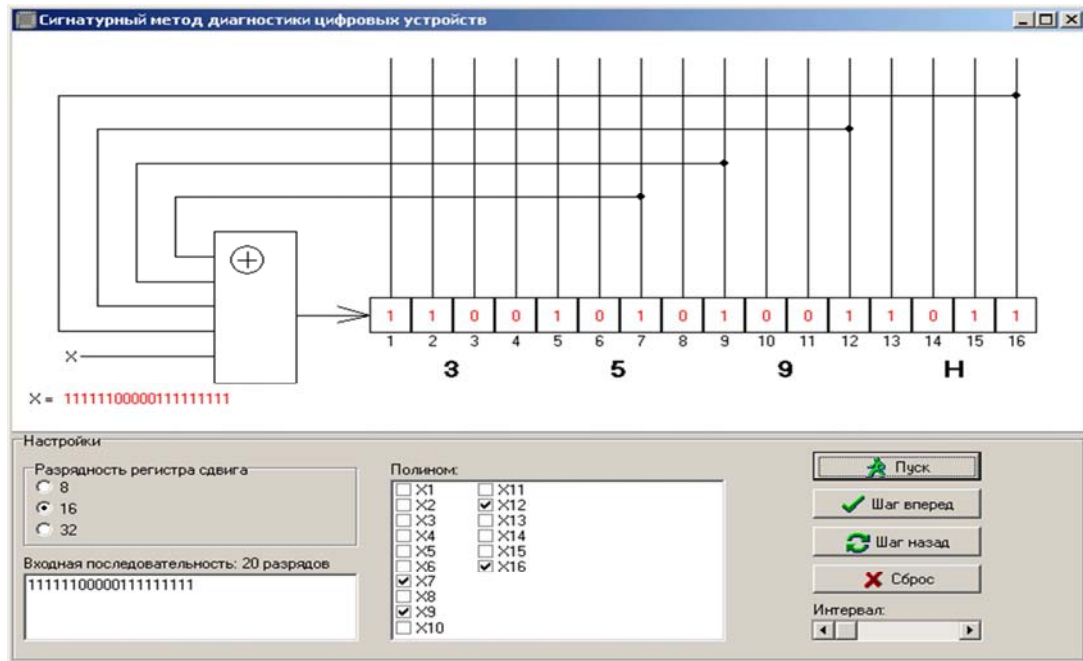 Сигнатурный метод диагностики цифровых устройств
X
1 1 0 0 1 0 1 0 1 0 0 1 1 0 1 1
1 2 3 4 5 6 7 8 9 10 11 12 13 14 15 16
3 5 9 H
X = 11111100000111111111
Настройки
Разрядность регистра сдвига
8
16
32
Входная последовательность: 20 разрядов
11111100000111111111
Полином:
X1
X2
X3
X4
X5
X6
X7
X8
X9
X10
X11
X12
X13
X14
X15
X16
Пуск
Шаг вперед
Шаг назад
Сброс
Интервал: